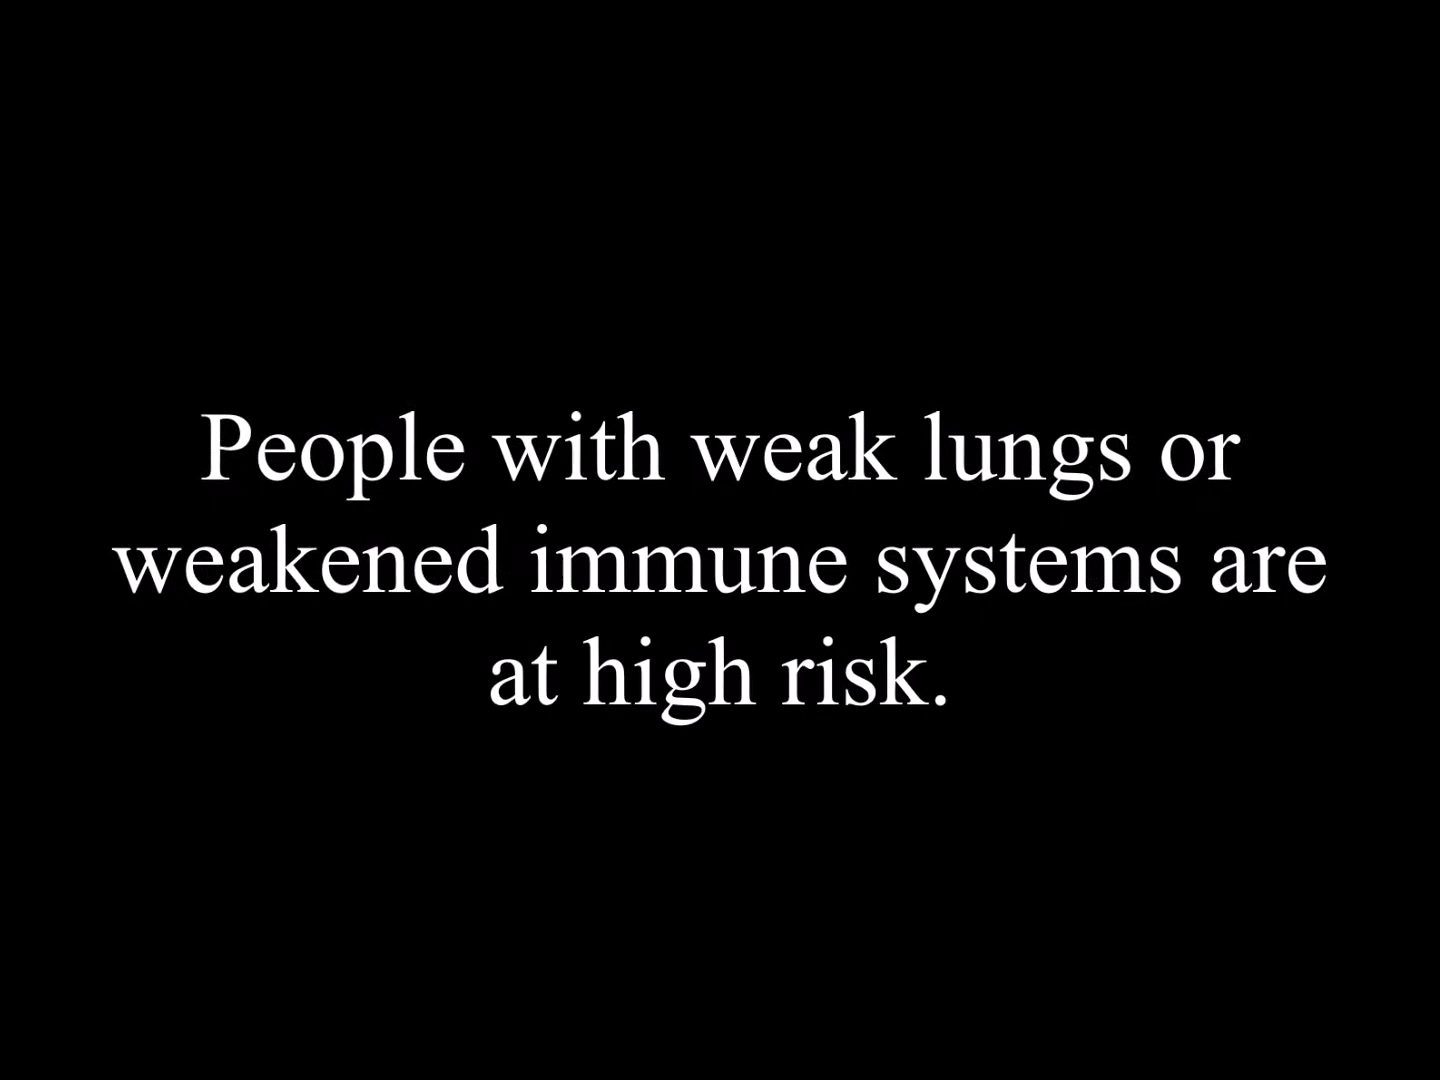 People with weak lungs or
weakened immune systems are
at high risk.